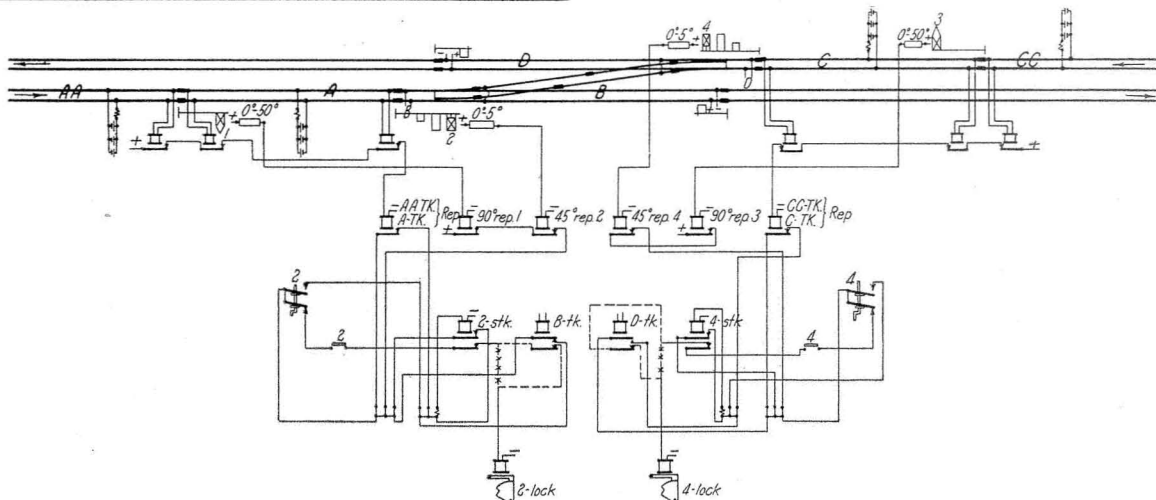 4
3
0°-5°
+
0°-50°
+
D
C
CC
AA
A
B
D
0°-50°
+
B
0°-5°
+
+
1
2
+
AA TK.
A-TK. } Rep
90° rep. 1
45° rep. 2
45° rep. 4
90° rep. 3
CC-TK.
C-TK. } Rep
+
+
2
4
2-stk.
B-tk.
D-tk.
4-stk
2
4
2-lock
4-lock